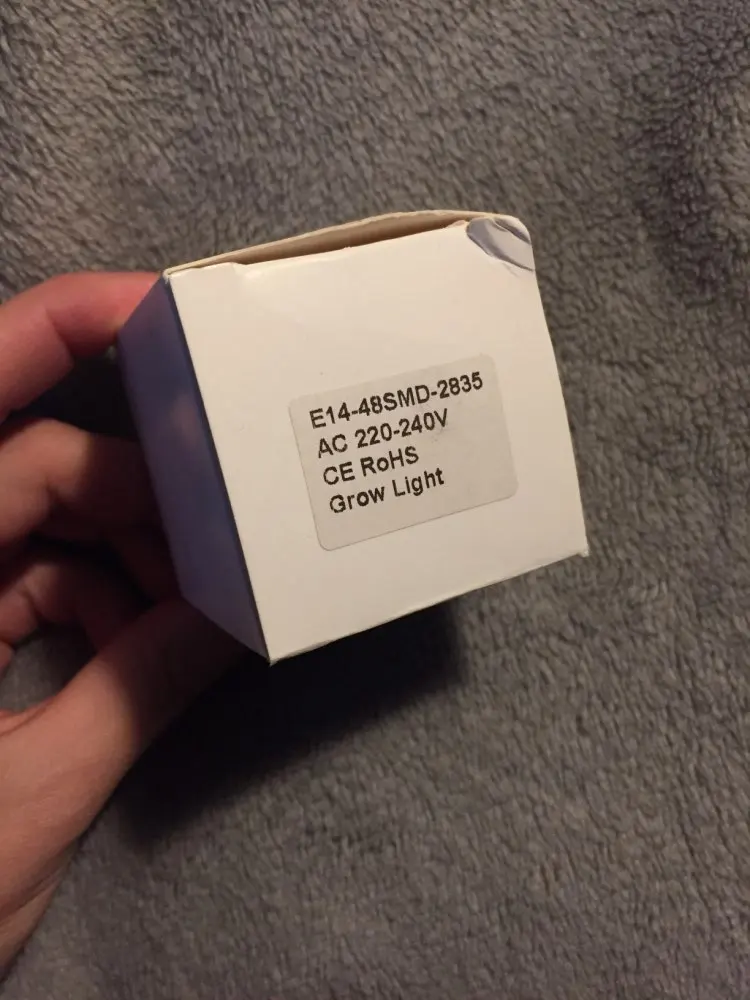 E14-48SMD-2835
AC 220-240V
CE RoHS
Grow Light